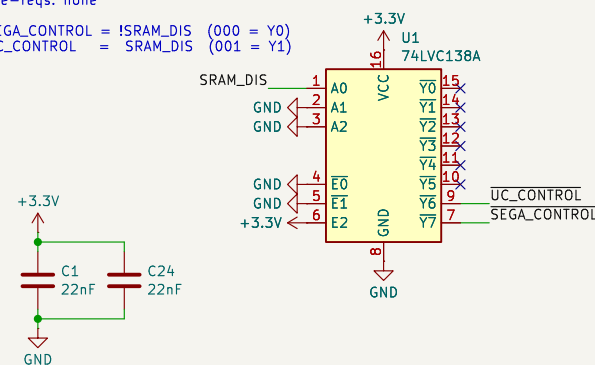 EGA_CONTROL = !SRAM_DIS (000 = Y0)
C_CONTROL = SRAM_DIS (001 = Y1)
+3.3V
U1
74LVC138A
16
VCC
SRAM_DIS 1 A0 Y0 15
GND 2 A1 Y1 14
GND 3 A2 Y2 13
Y3 12
Y4 11
GND 4 E0 Y5 10
GND 5 E1 Y6 9 UC_CONTROL
+3.3V 6 E2 Y7 7 SEGA_CONTROL
GND
8
GND
+3.3V
C1
22nF
C24
22nF
GND